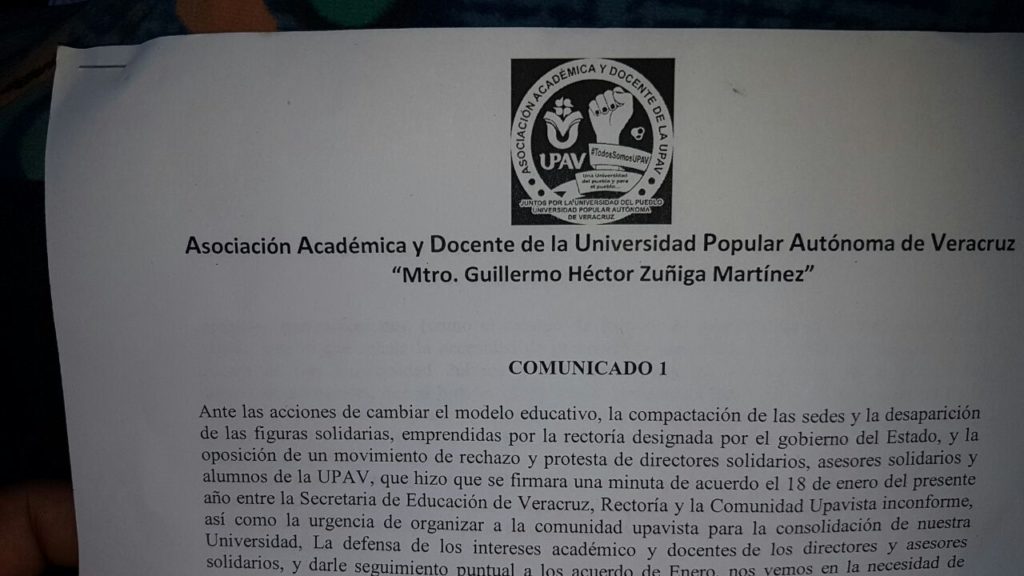 ASOCIACIÓN ACADÉMICA Y DOCENTE DE LA UPAV
UPAV
#TodosSomosUPAV
Una Universidad
del pueblo y para
el pueblo...
JUNTOS POR LA UNIVERSIDAD DEL PUEBLO
UNIVERSIDAD POPULAR AUTÓNOMA
DE VERACRUZ
Asociación Académica y Docente de la Universidad Popular Autónoma de Veracruz
“Mtro. Guillermo Héctor Zuñiga Martínez”
COMUNICADO 1
Ante las acciones de cambiar el modelo educativo, la compactación de las sedes y la desaparición
de las figuras solidarias, emprendidas por la rectoría designada por el gobierno del Estado, y la
oposición de un movimiento de rechazo y protesta de directores solidarios, asesores solidarios y
alumnos de la UPAV, que hizo que se firmara una minuta de acuerdo el 18 de enero del presente
año entre la Secretaria de Educación de Veracruz, Rectoría y la Comunidad Upavista inconforme,
así como la urgencia de organizar a la comunidad upavista para la consolidación de nuestra
Universidad, La defensa de los intereses académico y docentes de los directores y asesores
solidarios, y darle seguimiento puntual a los acuerdo de Enero, nos vemos en la necesidad de